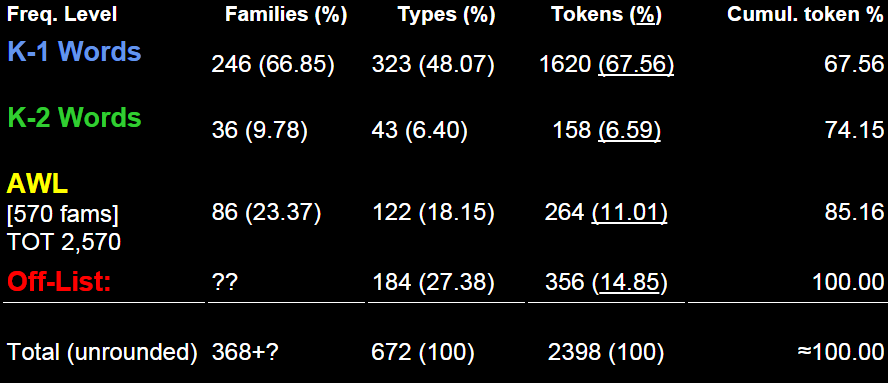 Freq. Level Families (%) Types (%) Tokens (%) Cumul. token %
K-1 Words 246 (66.85) 323 (48.07) 1620 (67.56) 67.56
K-2 Words 36 (9.78) 43 (6.40) 158 (6.59) 74.15
AWL
[570 fams] 86 (23.37) 122 (18.15) 264 (11.01) 85.16
TOT 2,570
Off-List: ?? 184 (27.38) 356 (14.85) 100.00
Total (unrounded) 368+? 672 (100) 2398 (100) ≈100.00